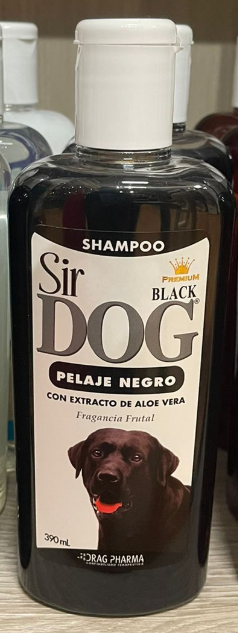 SHAMPOO
Sir
PREMIUM
BLACK
DOG®
PELAJE NEGRO
CON EXTRACTO DE ALOE VERA
Fragancia Frutal
390 mL
DRAG PHARMA